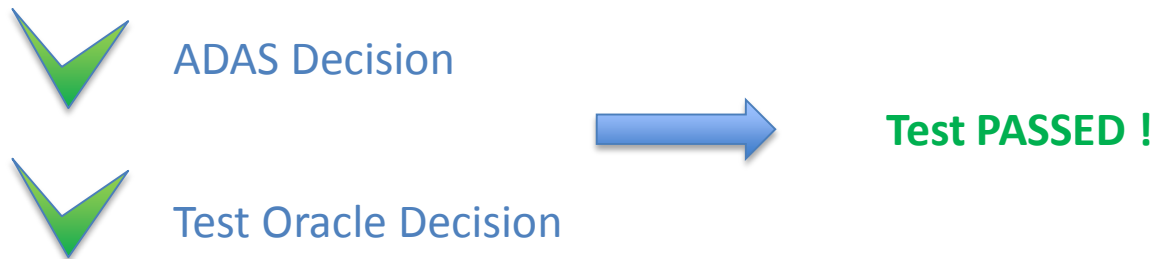 ADAS Decision
Test PASSED !
Test Oracle Decision